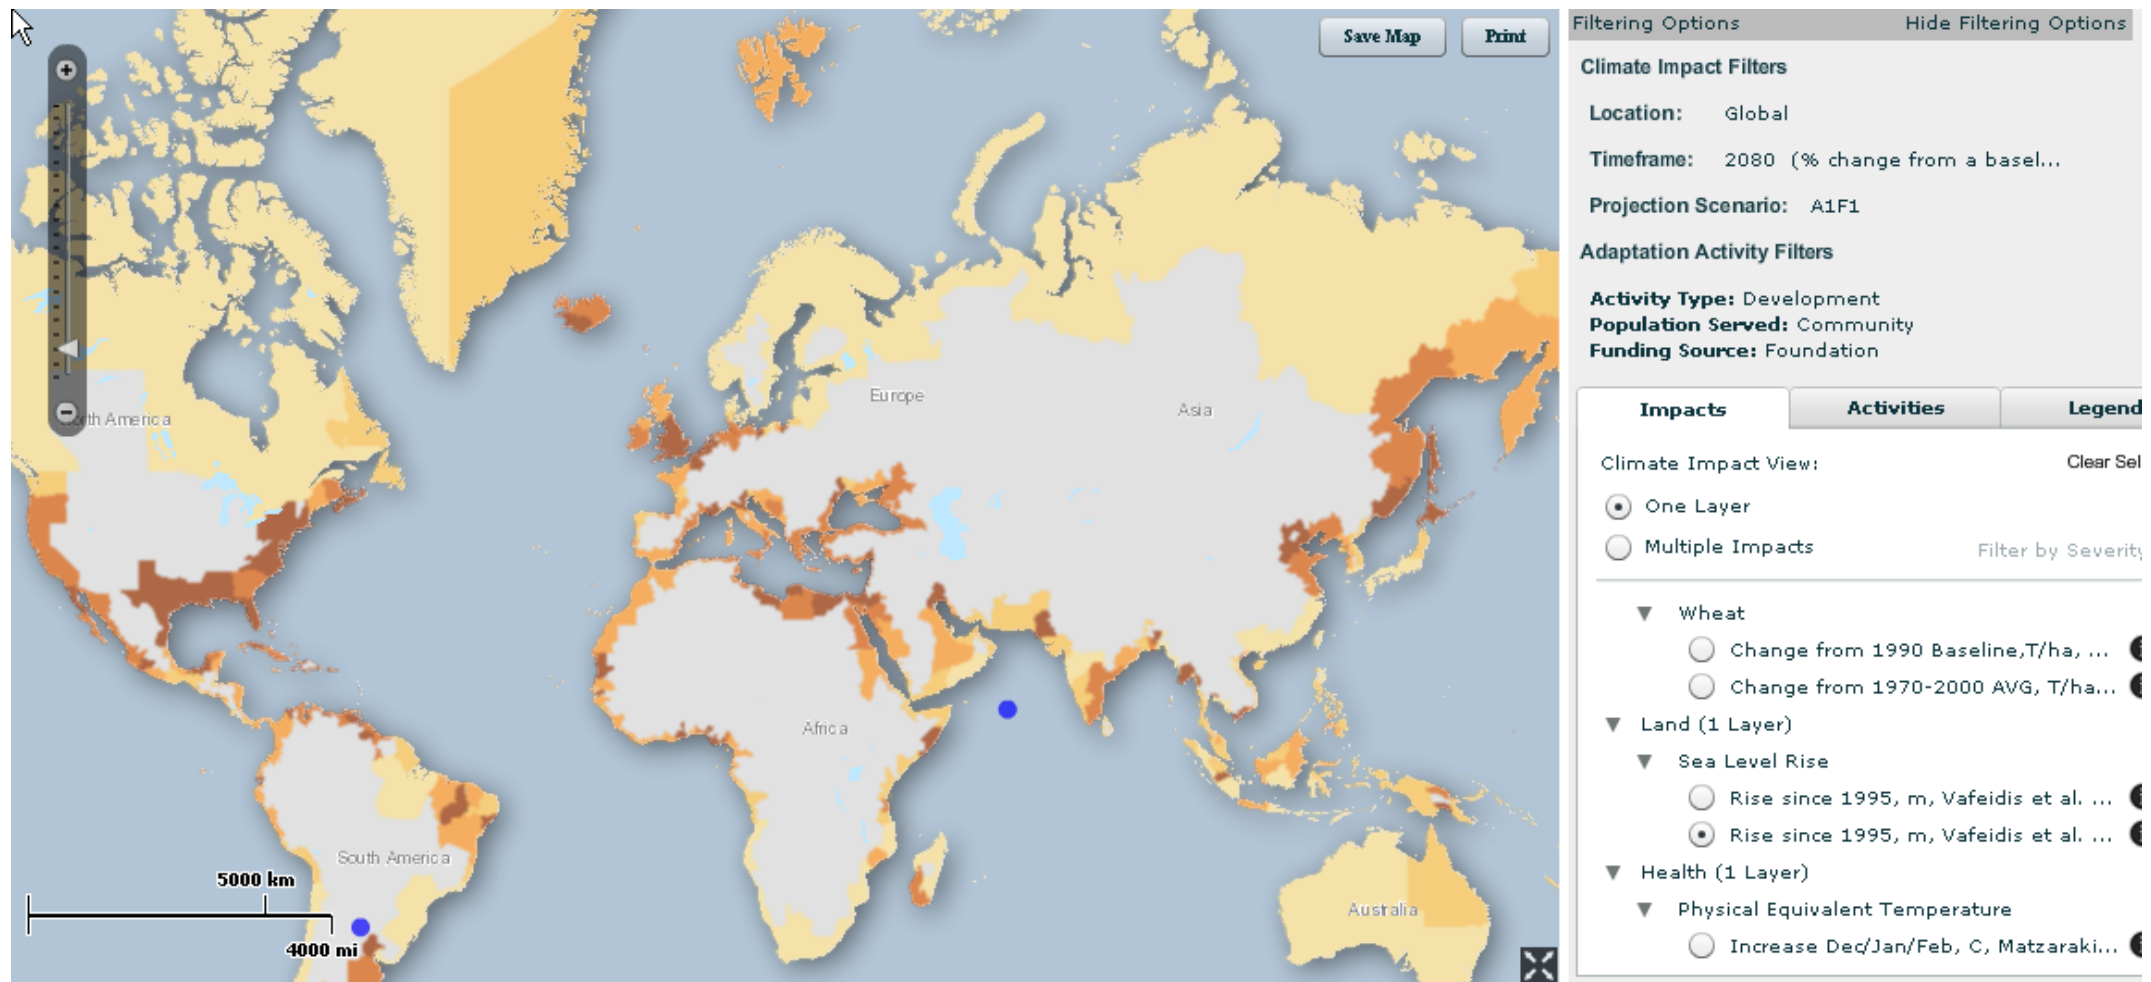 Save Map
Print
North America
Europe
Asia
Africa
South America
Australia
5000 km
4000 mi
Filtering Options Hide Filtering Options
Climate Impact Filters
Location: Global
Timeframe: 2080 (% change from a basel...
Projection Scenario: A1F1
Adaptation Activity Filters
Activity Type: Development
Population Served: Community
Funding Source: Foundation
Impacts Activities Legend
Climate Impact View: Clear Sel
One Layer
Multiple Impacts Filter by Severity
Wheat
Change from 1990 Baseline,T/ha, ...
Change from 1970-2000 AVG, T/ha...
Land (1 Layer)
Sea Level Rise
Rise since 1995, m, Vafeidis et al. ...
Rise since 1995, m, Vafeidis et al. ...
Health (1 Layer)
Physical Equivalent Temperature
Increase Dec/Jan/Feb, C, Matzaraki...